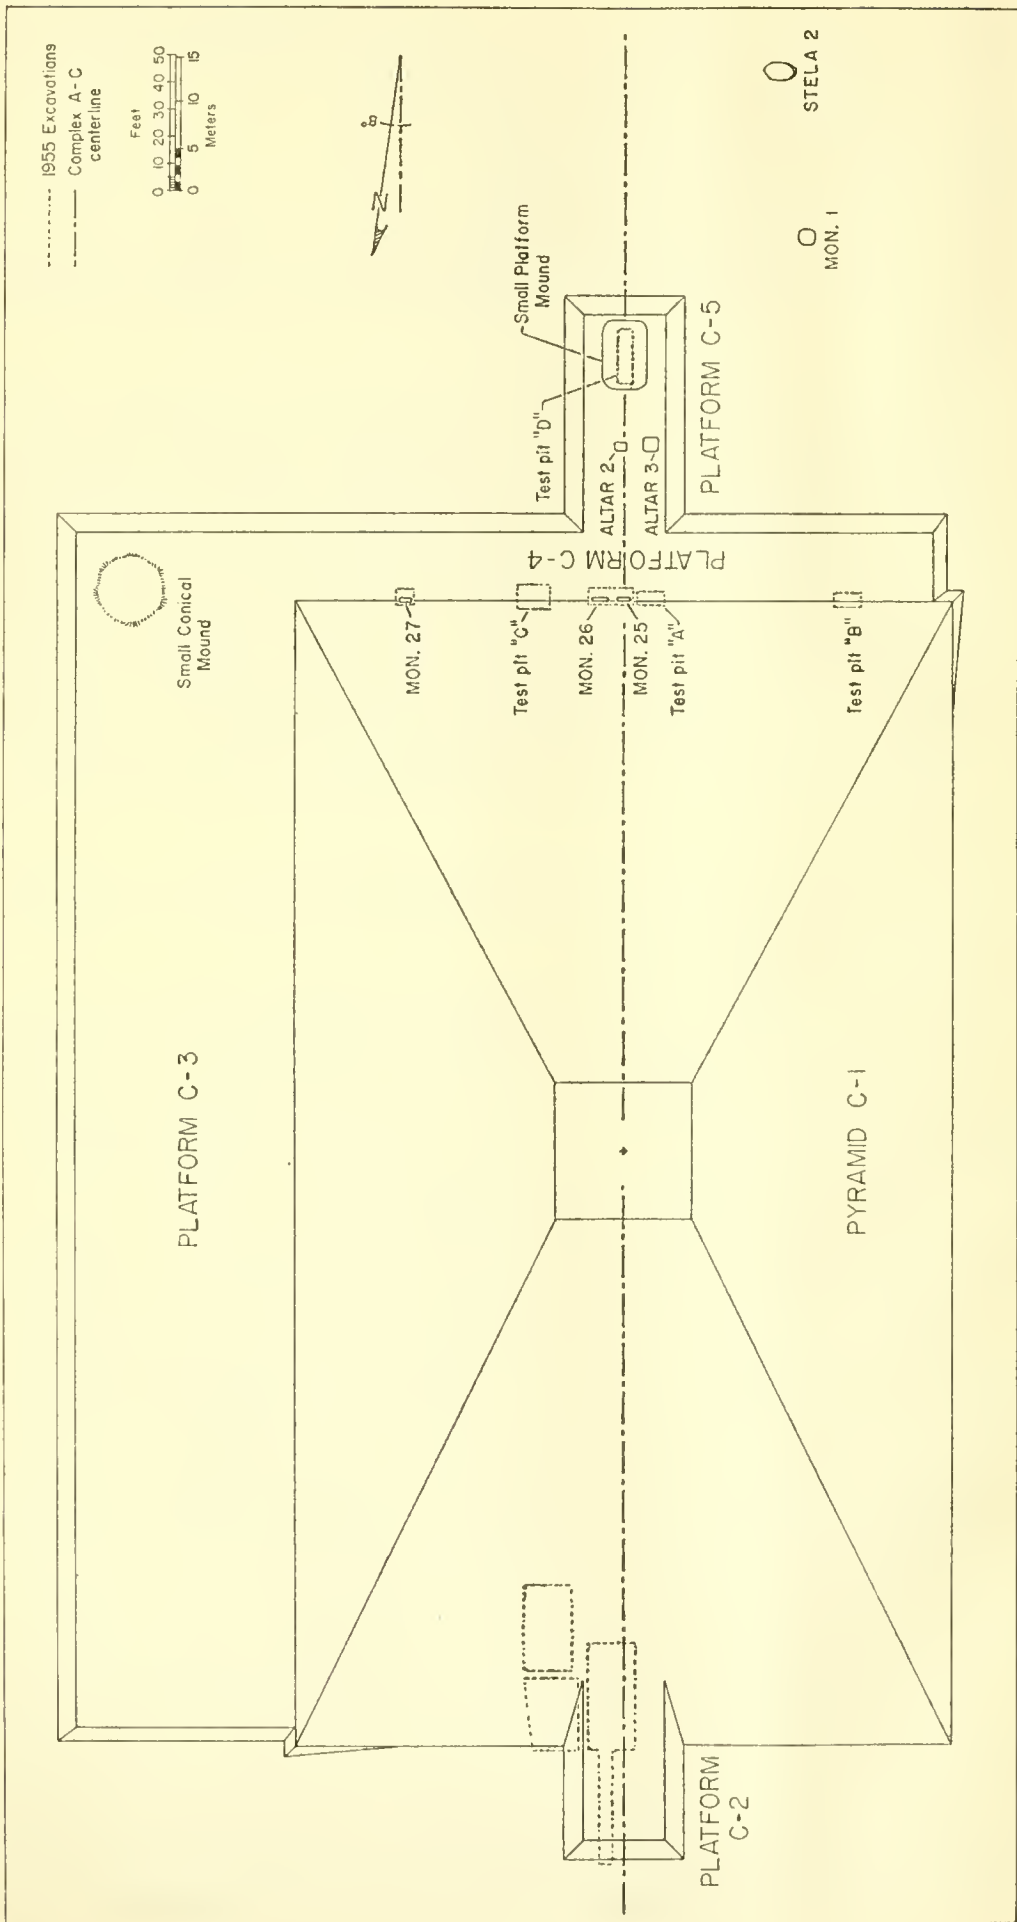 1955 Excavations
Complex A-C
centerline
Feet
0 10 20 30 40 50
0 5 10 15
Meters
N
8°
STELA 2
MON. 1
Small Platform
Mound
Test pit "D"
ALTAR 2
ALTAR 3
PLATFORM C-5
PLATFORM C-4
Small Conical
Mound
MON. 27
Test pit "C"
MON. 26
MON. 25
Test pit "A"
Test pit "B"
PLATFORM C-3
PYRAMID C-1
PLATFORM
C-2